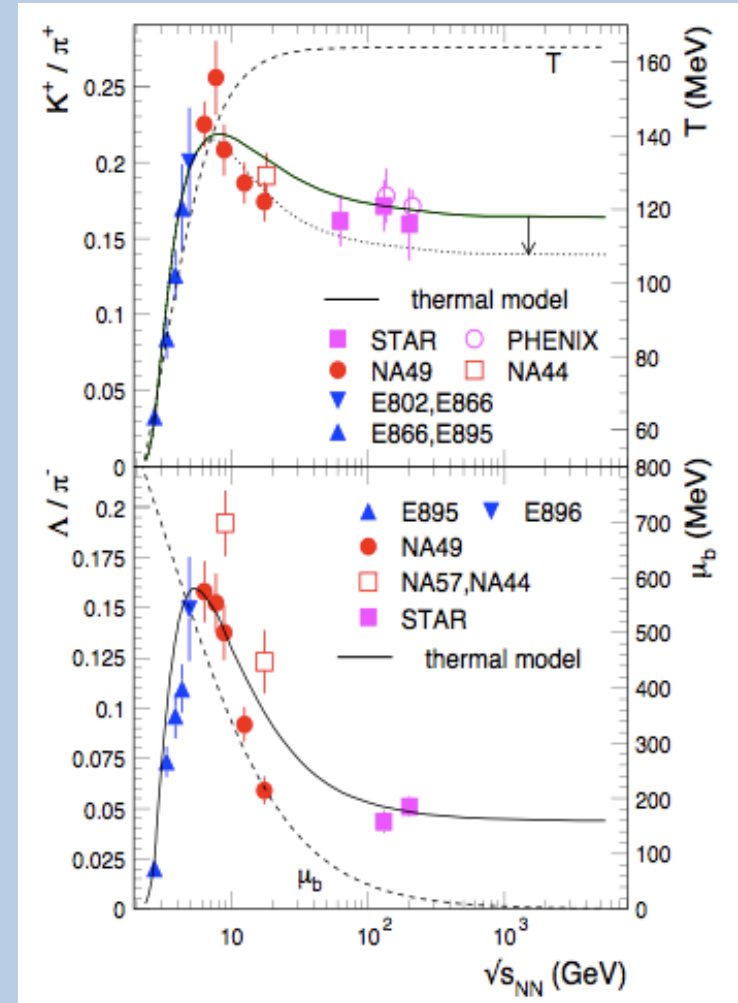 K⁺ / π⁺
T (MeV)
0.25
0.2
0.15
0.1
0.05
0
160
140
120
100
80
60
T
thermal model
STAR PHENIX
NA49 NA44
E802,E866
E866,E895
Λ / π⁻
μb (MeV)
0.2
0.175
0.15
0.125
0.1
0.075
0.05
0.025
0
800
700
600
500
400
300
200
100
0
E895 E896
NA49
NA57,NA44
STAR
thermal model
μb
10 10² 10³
√sNN (GeV)